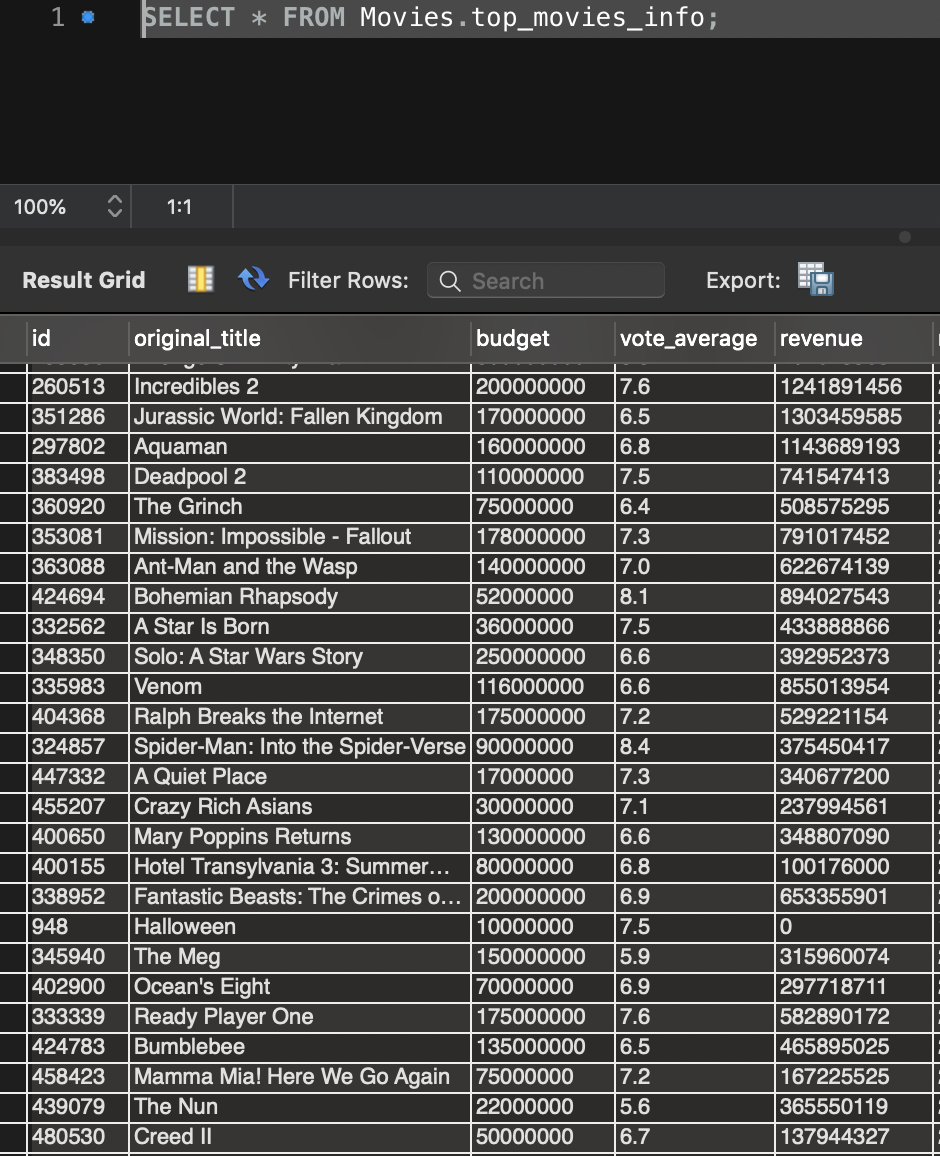 1 SELECT * FROM Movies.top_movies_info;
100% 1:1
Result Grid Filter Rows: Search Export:
id original_title budget vote_average revenue
260513 Incredibles 2 200000000 7.6 1241891456
351286 Jurassic World: Fallen Kingdom 170000000 6.5 1303459585
297802 Aquaman 160000000 6.8 1143689193
383498 Deadpool 2 110000000 7.5 741547413
360920 The Grinch 75000000 6.4 508575295
353081 Mission: Impossible - Fallout 178000000 7.3 791017452
363088 Ant-Man and the Wasp 140000000 7.0 622674139
424694 Bohemian Rhapsody 52000000 8.1 894027543
332562 A Star Is Born 36000000 7.5 433888866
348350 Solo: A Star Wars Story 250000000 6.6 392952373
335983 Venom 116000000 6.6 855013954
404368 Ralph Breaks the Internet 175000000 7.2 529221154
324857 Spider-Man: Into the Spider-Verse 90000000 8.4 375450417
447332 A Quiet Place 17000000 7.3 340677200
455207 Crazy Rich Asians 30000000 7.1 237994561
400650 Mary Poppins Returns 130000000 6.6 348807090
400155 Hotel Transylvania 3: Summer... 80000000 6.8 100176000
338952 Fantastic Beasts: The Crimes o... 200000000 6.9 653355901
948 Halloween 10000000 7.5 0
345940 The Meg 150000000 5.9 315960074
402900 Ocean's Eight 70000000 6.9 297718711
333339 Ready Player One 175000000 7.6 582890172
424783 Bumblebee 135000000 6.5 465895025
458423 Mamma Mia! Here We Go Again 75000000 7.2 167225525
439079 The Nun 22000000 5.6 365550119
480530 Creed II 50000000 6.7 137944327